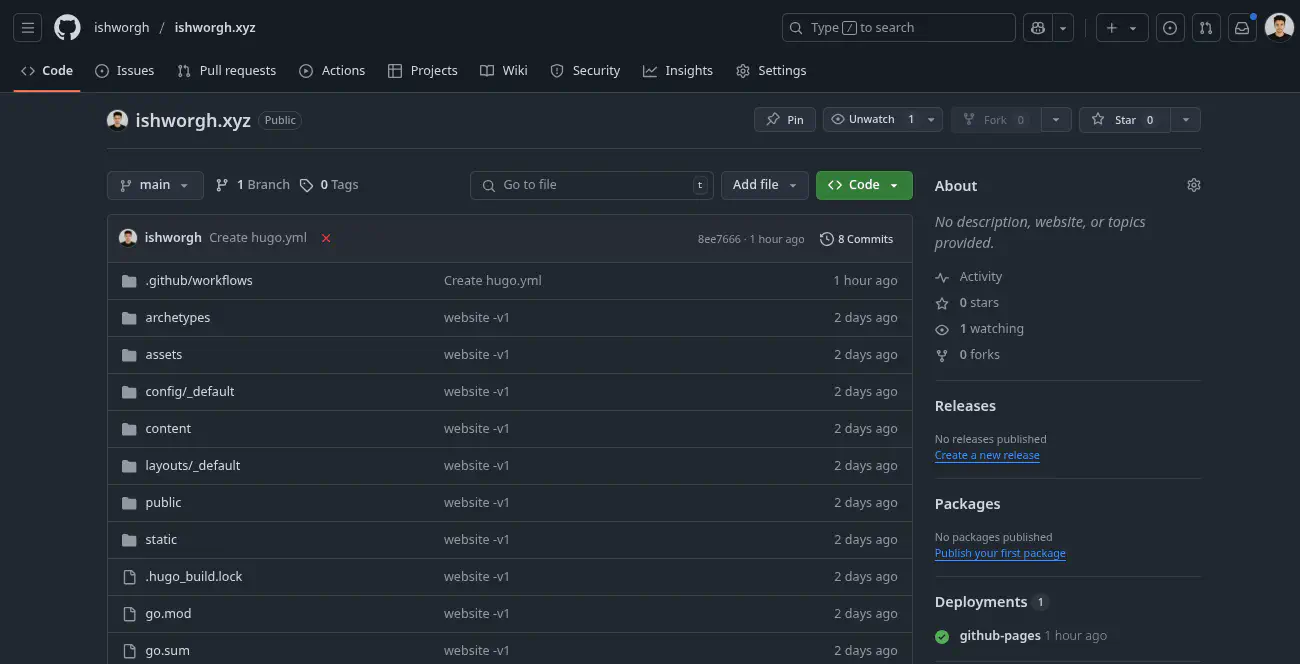 ishworgh / ishworgh.xyz
Type / to search
Code Issues Pull requests Actions Projects Wiki Security Insights Settings
ishworgh.xyz Public
Pin Unwatch 1 Fork 0 Star 0
main 1 Branch 0 Tags Go to file t Add file Code
ishworgh Create hugo.yml 8ee7666 · 1 hour ago 8 Commits
.github/workflows Create hugo.yml 1 hour ago
archetypes website -v1 2 days ago
assets website -v1 2 days ago
config/_default website -v1 2 days ago
content website -v1 2 days ago
layouts/_default website -v1 2 days ago
public website -v1 2 days ago
static website -v1 2 days ago
.hugo_build.lock website -v1 2 days ago
go.mod website -v1 2 days ago
go.sum website -v1 2 days ago
About
No description, website, or topics
provided.
Activity
0 stars
1 watching
0 forks
Releases
No releases published
Create a new release
Packages
No packages published
Publish your first package
Deployments 1
github-pages 1 hour ago